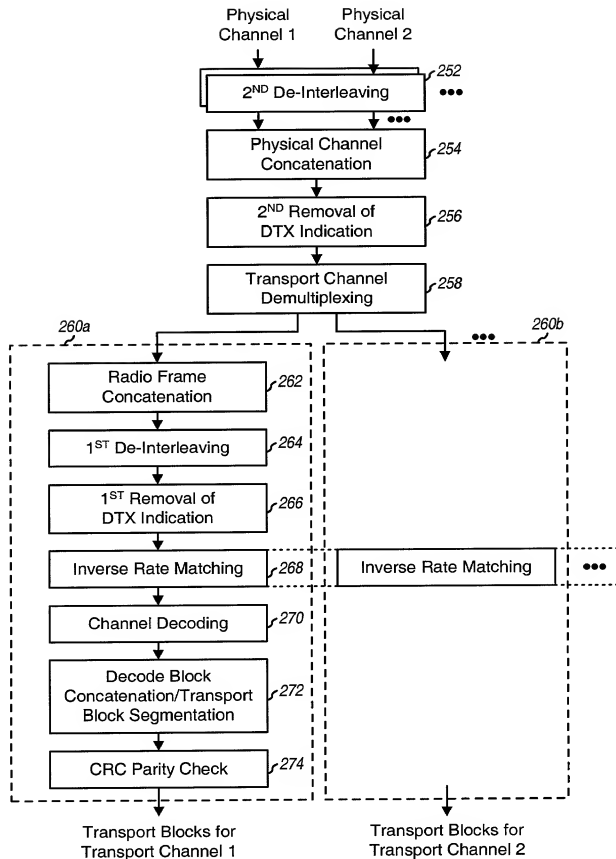 Physical Channel 1
Physical Channel 2
252
2ND De-Interleaving
•••
•••
Physical Channel Concatenation
254
2ND Removal of DTX Indication
256
Transport Channel Demultiplexing
258
260a
•••
260b
Radio Frame Concatenation
262
1ST De-Interleaving
264
1ST Removal of DTX Indication
266
Inverse Rate Matching
268
Inverse Rate Matching
•••
Channel Decoding
270
Decode Block
Concatenation/Transport
Block Segmentation
272
CRC Parity Check
274
Transport Blocks for
Transport Channel 1
Transport Blocks for
Transport Channel 2